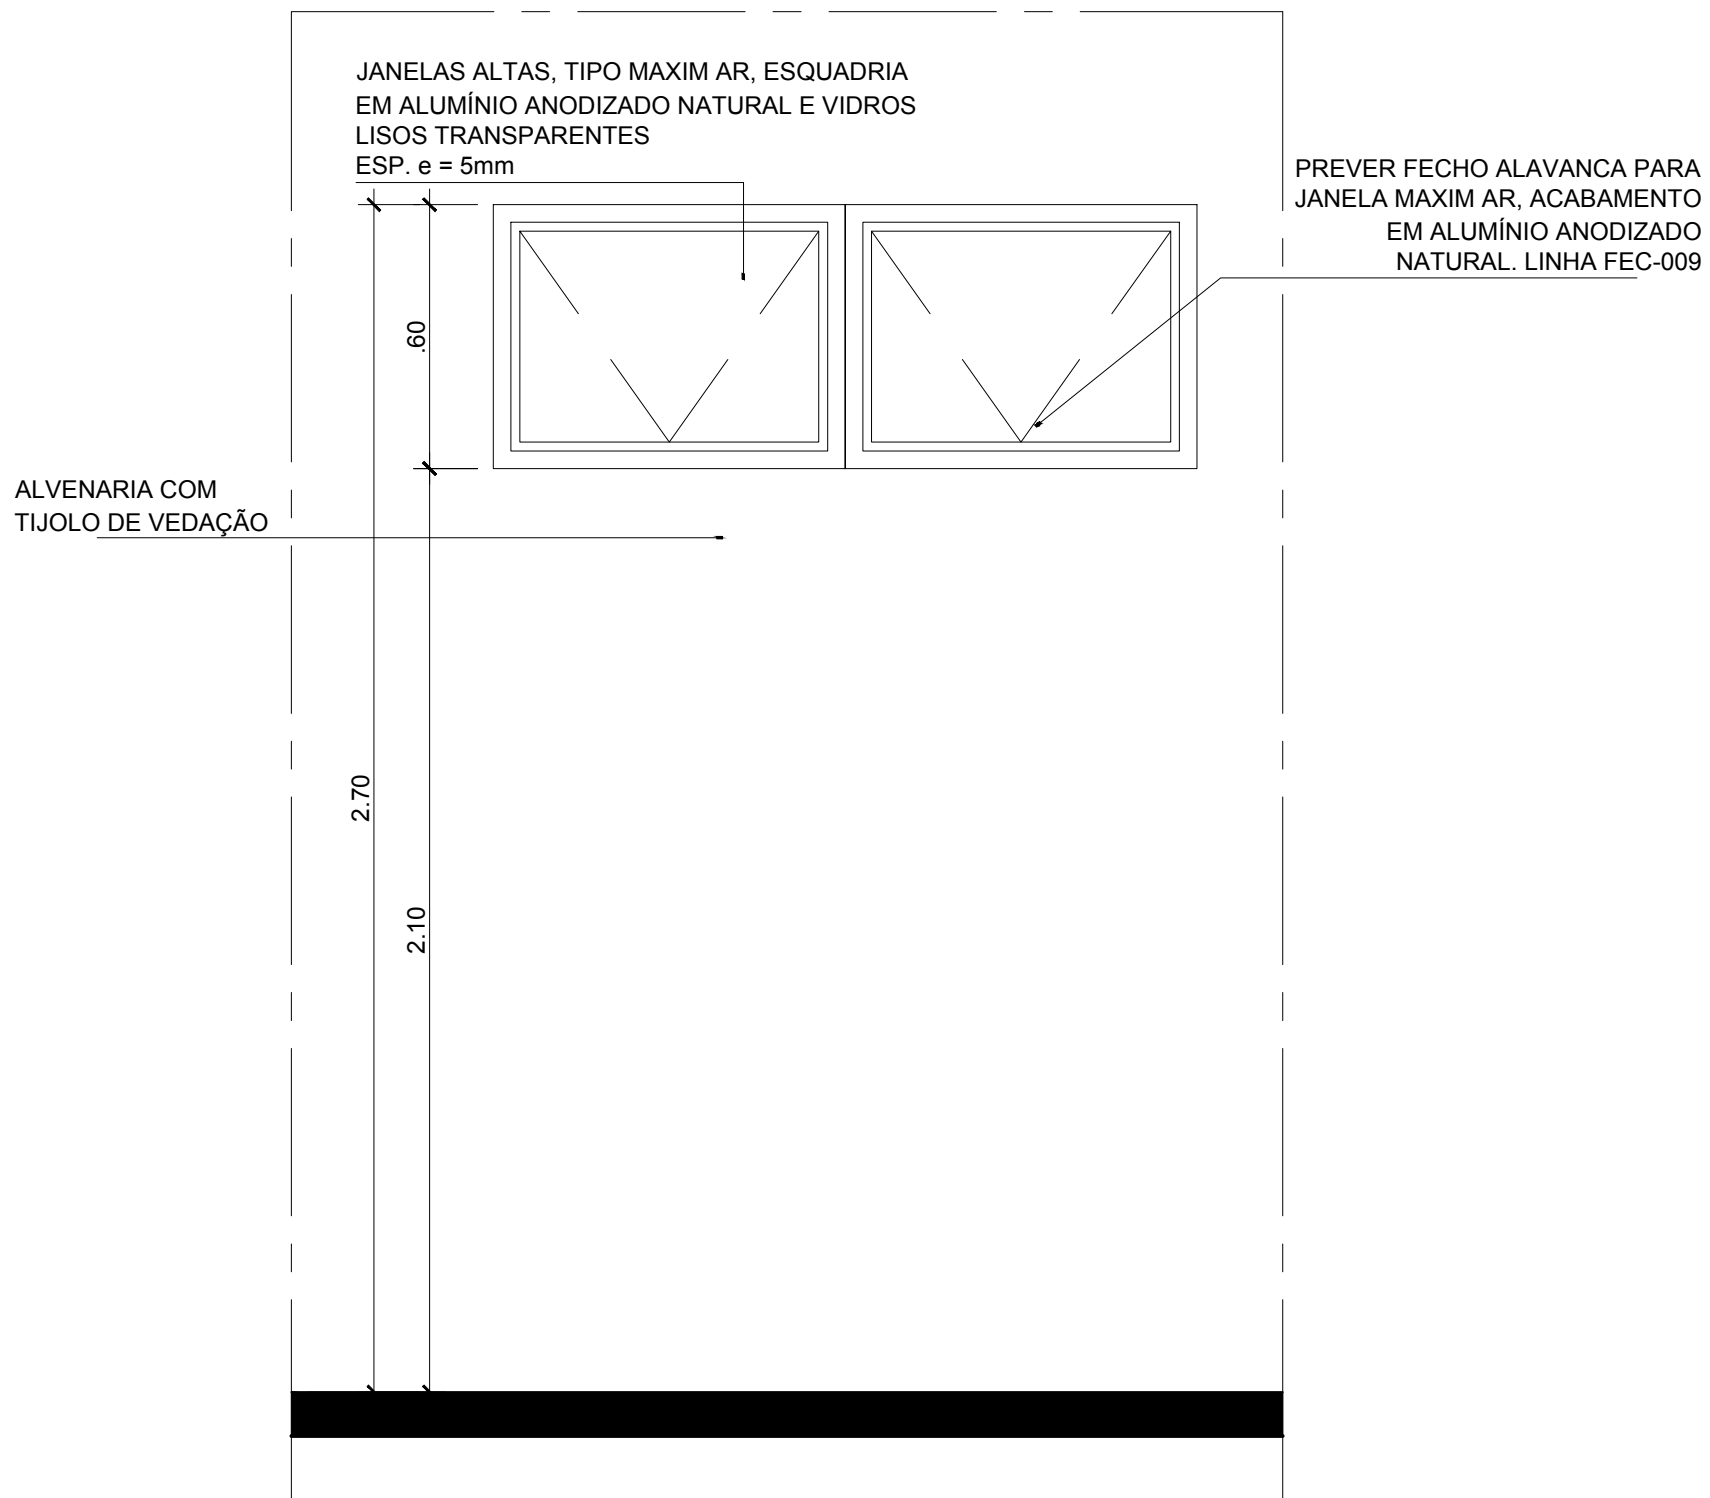 JANELAS ALTAS, TIPO MAXIM AR, ESQUADRIA
EM ALUMÍNIO ANODIZADO NATURAL E VIDROS
LISOS TRANSPARENTES
ESP. e = 5mm
PREVER FECHO ALAVANCA PARA
JANELA MAXIM AR, ACABAMENTO
EM ALUMÍNIO ANODIZADO
NATURAL. LINHA FEC-009
.60
ALVENARIA COM
TIJOLO DE VEDAÇÃO
2.70
2.10